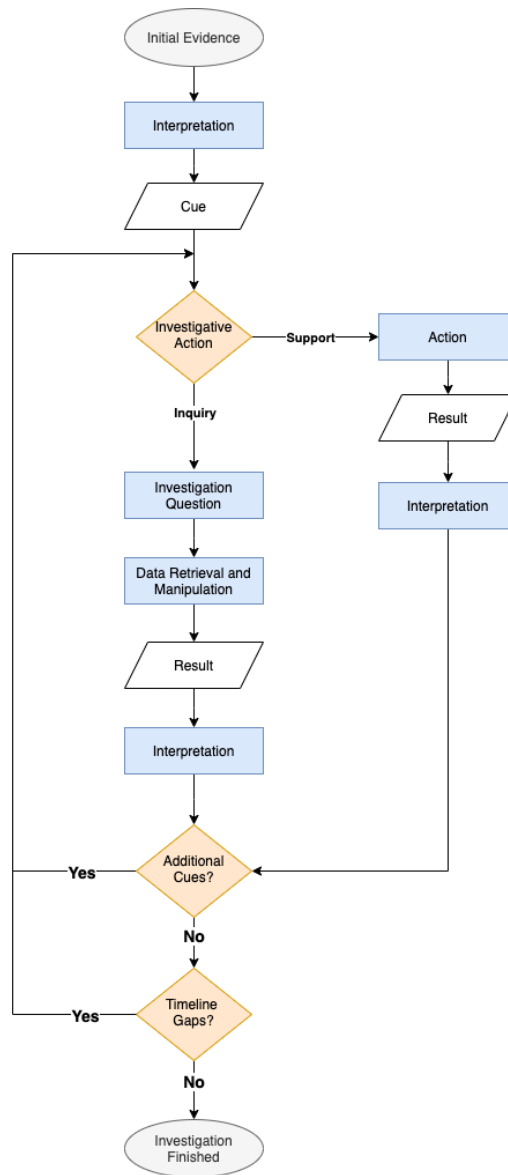 Initial Evidence
Interpretation
Cue
Investigative
Action
Support
Action
Result
Interpretation
Inquiry
Investigation
Question
Data Retrieval and
Manipulation
Result
Interpretation
Additional
Cues?
Yes
No
Timeline
Gaps?
Yes
No
Investigation
Finished